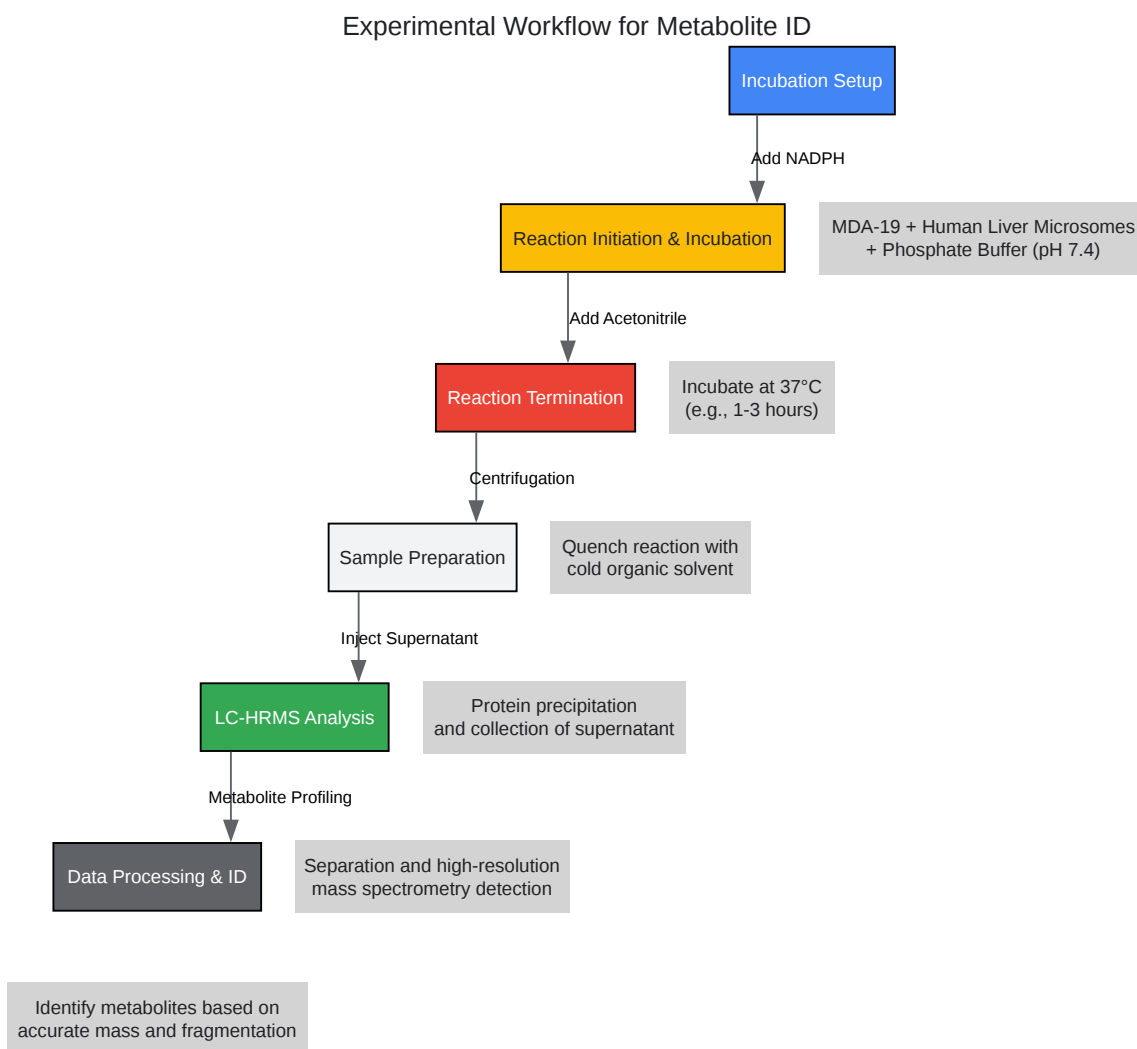 Experimental Workflow for Metabolite ID
Incubation Setup
Add NADPH
Reaction Initiation & Incubation
MDA-19 + Human Liver Microsomes
+ Phosphate Buffer (pH 7.4)
Add Acetonitrile
Reaction Termination
Incubate at 37°C
(e.g., 1-3 hours)
Centrifugation
Sample Preparation
Quench reaction with
cold organic solvent
Inject Supernatant
LC-HRMS Analysis
Protein precipitation
and collection of supernatant
Metabolite Profiling
Data Processing & ID
Separation and high-resolution
mass spectrometry detection
Identify metabolites based on
accurate mass and fragmentation